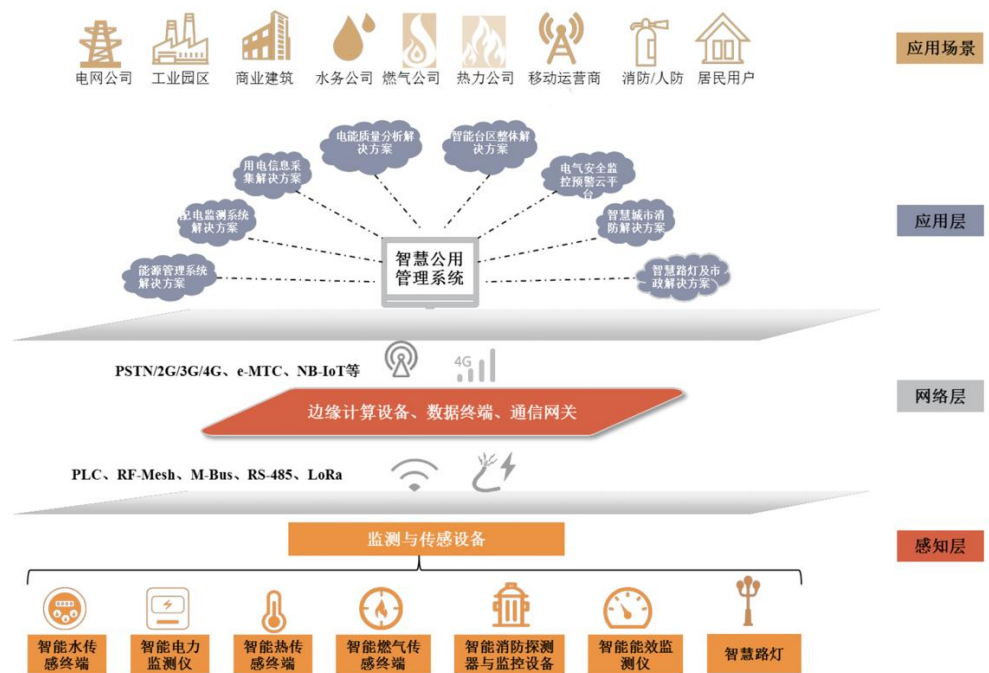 电网公司 工业园区 商业建筑 水务公司 燃气公司 热力公司 移动运营商 消防/人防 居民用户
应用场景
电能质量分析解
决方案
智能台区整体解
决方案
用电信息采
集解决方案
电气安全监
控预警云平
台
配电监测系统
解决方案
智慧城市消
防解决方案
应用层
能源管理系统
解决方案
智慧公用
管理系统
智慧路灯及市
政解决方案
PSTN/2G/3G/4G、e-MTC、NB-IoT等
4G
网络层
边缘计算设备、数据终端、通信网关
PLC、RF-Mesh、M-Bus、RS-485、LoRa
监测与传感设备
感知层
智能水传
感终端
智能电力
监测仪
智能热传
感终端
智能燃气传
感终端
智能消防探测
器与监控设备
智能能效监
测仪
智慧路灯